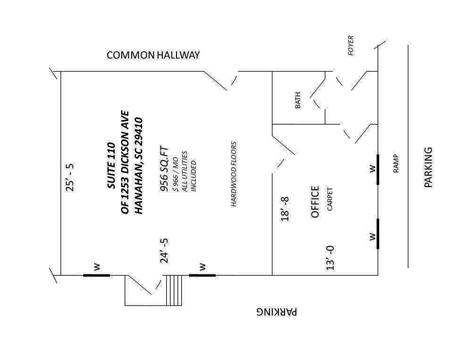 COMMON HALLWAY
FOYER
BATH
SUITE 110
OF 1253 DICKSON AVE
HANAHAN, SC 29410
956 SQ.FT
$ 966 / MO
ALL UTILITIES
INCLUDED
HARDWOOD FLOORS
25' - 5
24' - 5
18' -8
OFFICE
CARPET
13' -0
W
W
W
W
RAMP
PARKING
PARKING